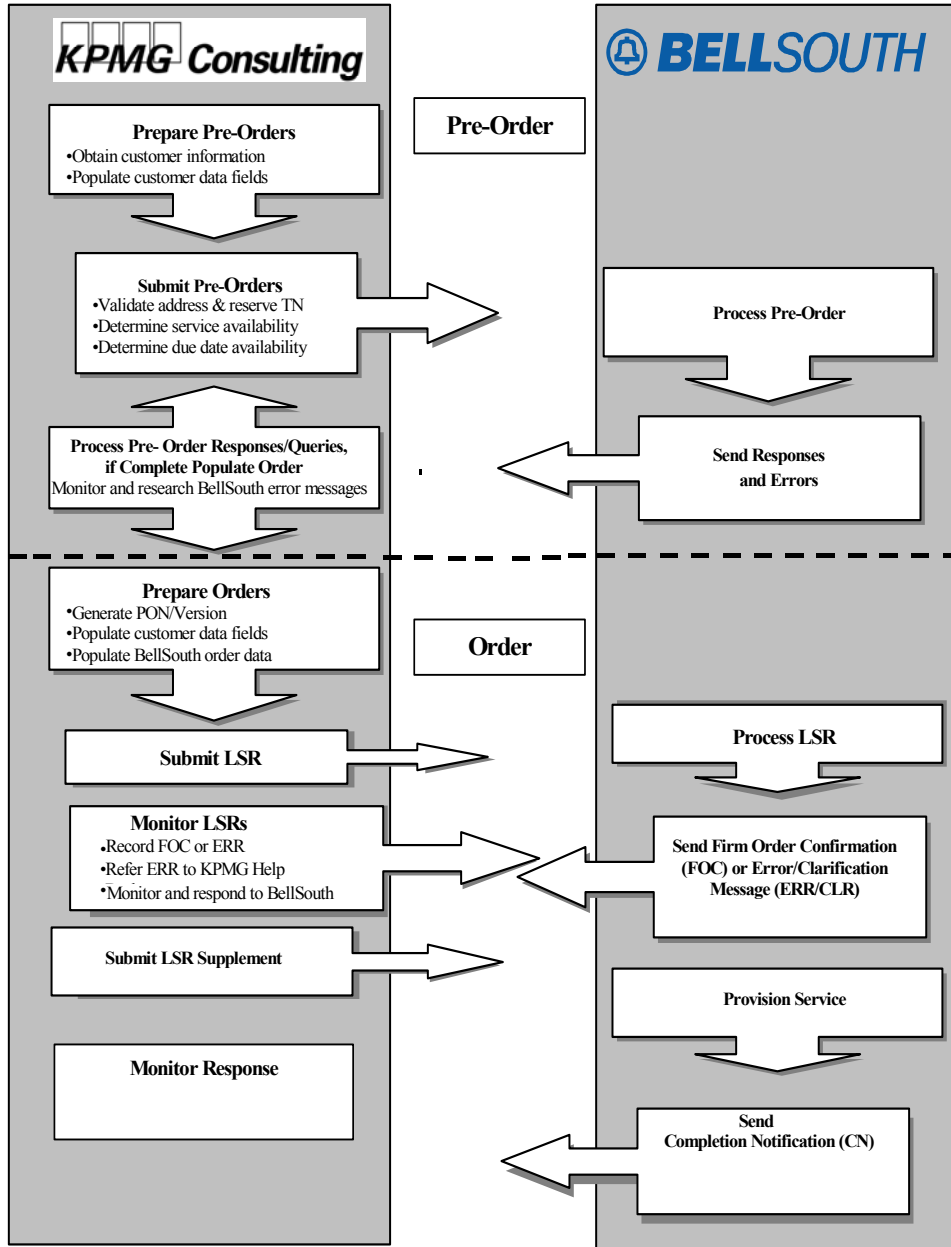 KPMG Consulting
BELLSOUTH
Pre-Order
Prepare Pre-Orders
•Obtain customer information
•Populate customer data fields
Submit Pre-Orders
•Validate address & reserve TN
•Determine service availability
•Determine due date availability
Process Pre-Order
Process Pre- Order Responses/Queries,
if Complete Populate Order
Monitor and research BellSouth error messages
Send Responses
and Errors
Order
Prepare Orders
•Generate PON/Version
•Populate customer data fields
•Populate BellSouth order data
Submit LSR
Process LSR
Monitor LSRs
•Record FOC or ERR
•Refer ERR to KPMG Help
•Monitor and respond to BellSouth
Send Firm Order Confirmation
(FOC) or Error/Clarification
Message (ERR/CLR)
Submit LSR Supplement
Provision Service
Monitor Response
Send
Completion Notification (CN)